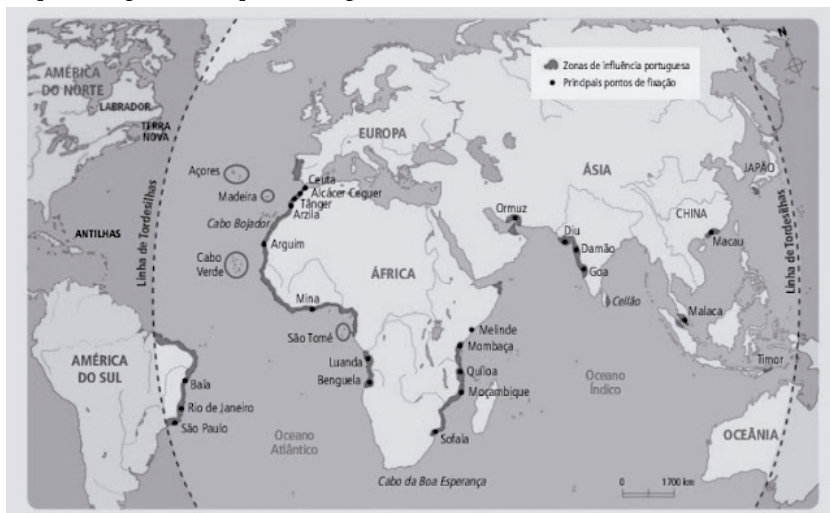 N
Zonas de influência portuguesa
Principais pontos de fixação
AMÉRICA
DO NORTE
LABRADOR
TERRA
NOVA
EUROPA
ÁSIA
JAPÃO
CHINA
Açores
Madeira
Ceuta
Alcácer Ceguer
Tânger
Arzila
Cabo Bojador
Ormuz
Diu
Damão
Goa
Macau
ANTILHAS
Linha de Tordesilhas
Linha de Tordesilhas
Arguim
Cabo
Verde
ÁFRICA
Mina
São Tomé
Ceilão
Malaca
Melinde
Mombaça
Quíloa
Moçambique
Luanda
Benguela
Timor
AMÉRICA
DO SUL
Baía
Rio de Janeiro
São Paulo
Oceano
Índico
Oceano
Atlântico
Sofala
OCEÂNIA
Cabo da Boa Esperança
0 1700 km